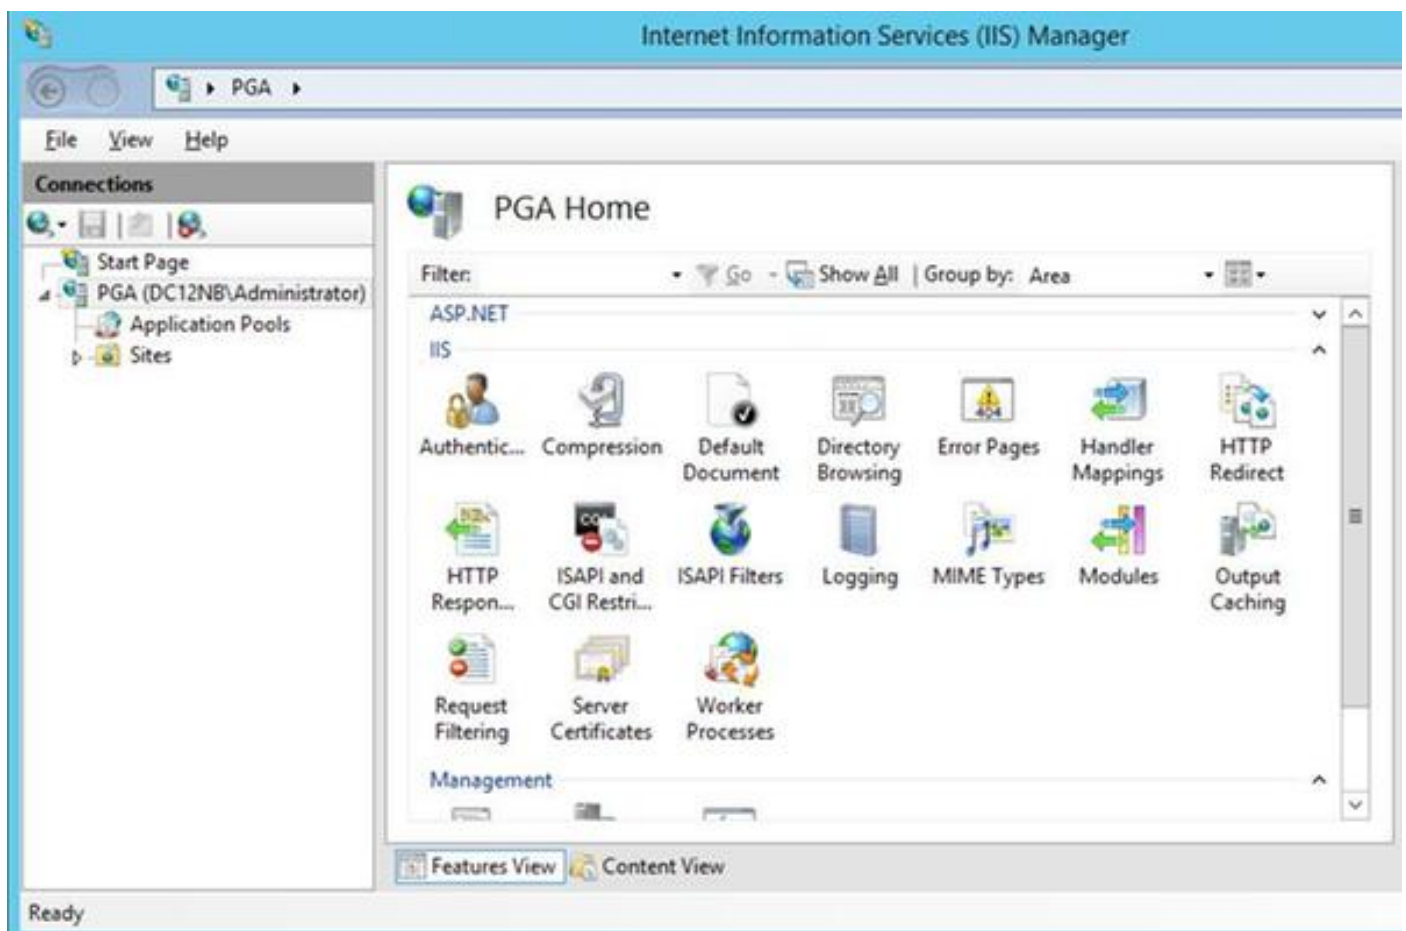 Internet Information Services (IIS) Manager
PGA
File View Help
Connections
Start Page
PGA (DC12NB\Administrator)
Application Pools
Sites
PGA Home
Filter: Go Show All Group by: Area
ASP.NET
IIS
Authentic... Compression Default Document Directory Browsing Error Pages Handler Mappings HTTP Redirect
HTTP Respon... ISAPI and CGI Restri... ISAPI Filters Logging MIME Types Modules Output Caching
Request Filtering Server Certificates Worker Processes
Management
Features View Content View
Ready